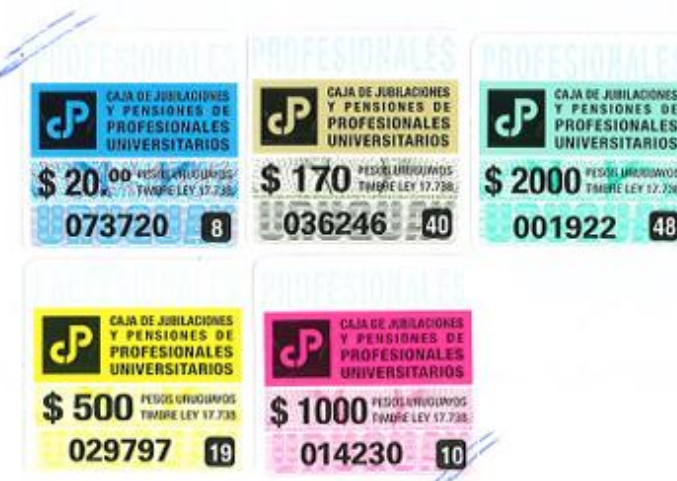 PROFESIONALES
CAJA DE JUBILACIONES
Y PENSIONES DE
PROFESIONALES
UNIVERSITARIOS
$ 20.00 PESOS URUGUAYOS
TIMBRE LEY 17.738
073720 8
PROFESIONALES
CAJA DE JUBILACIONES
Y PENSIONES DE
PROFESIONALES
UNIVERSITARIOS
$ 170 PESOS URUGUAYOS
TIMBRE LEY 17.738
036246 40
PROFESIONALES
CAJA DE JUBILACIONES
Y PENSIONES DE
PROFESIONALES
UNIVERSITARIOS
$ 2000 PESOS URUGUAYOS
TIMBRE LEY 17.738
001922 48
PROFESIONALES
CAJA DE JUBILACIONES
Y PENSIONES DE
PROFESIONALES
UNIVERSITARIOS
$ 500 PESOS URUGUAYOS
TIMBRE LEY 17.738
029797 19
PROFESIONALES
CAJA DE JUBILACIONES
Y PENSIONES DE
PROFESIONALES
UNIVERSITARIOS
$ 1000 PESOS URUGUAYOS
TIMBRE LEY 17.738
014230 10